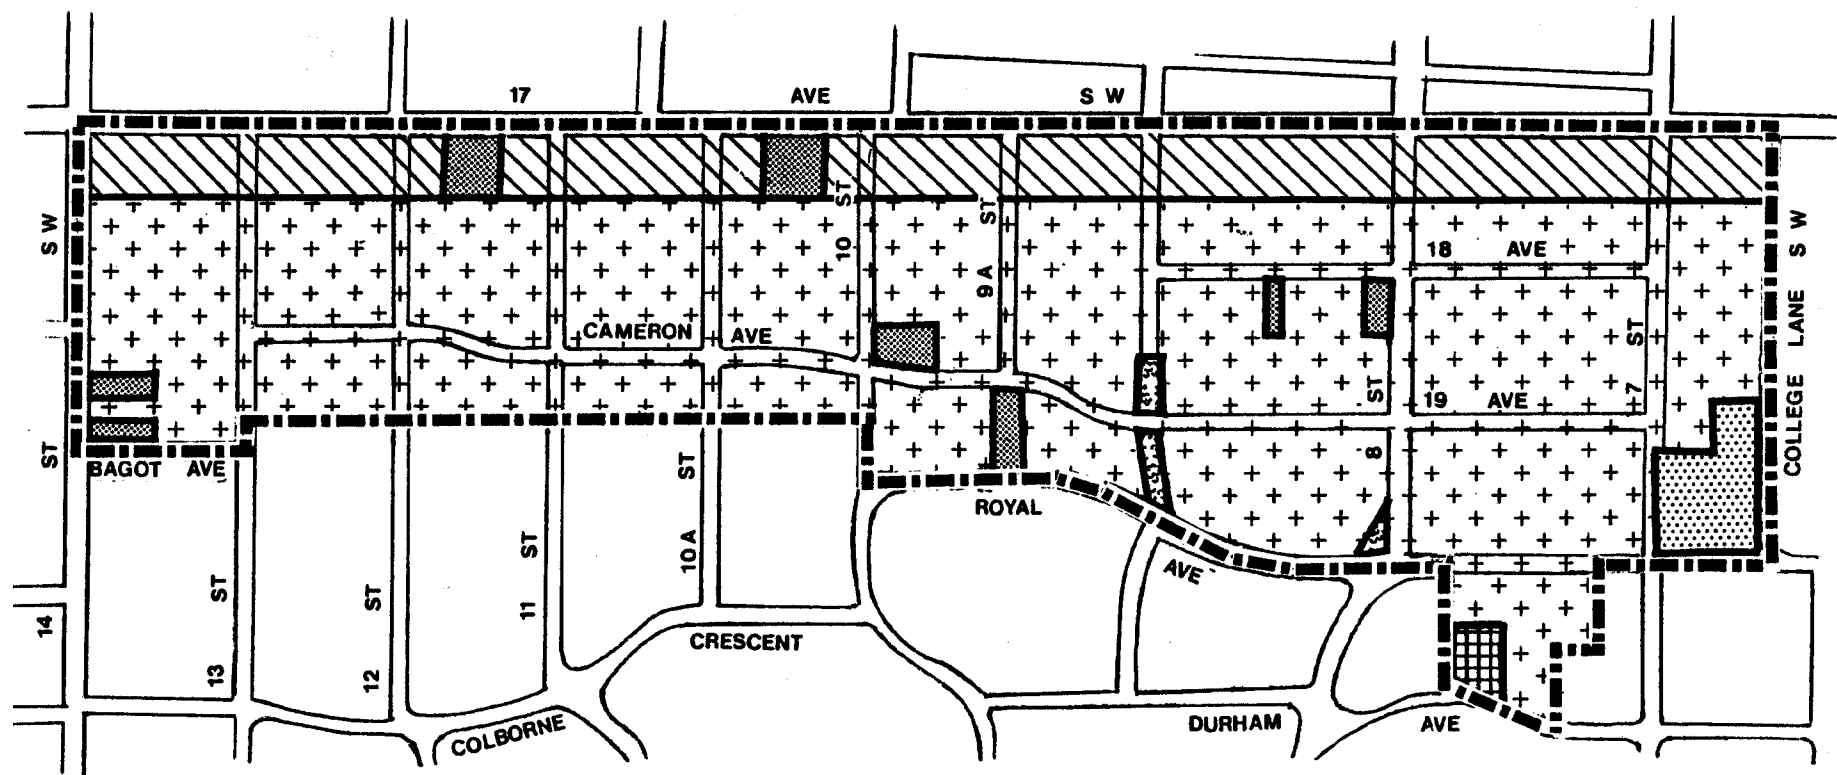 17 AVE S W
S W
ST
14
10 ST
9 A ST
18 AVE
CAMERON AVE
19 AVE
8 ST
7 ST
COLLEGE LANE S W
BAGOT AVE
ROYAL
AVE
13 ST
12 ST
11 ST
10 A ST
CRESCENT
COLBORNE
DURHAM AVE